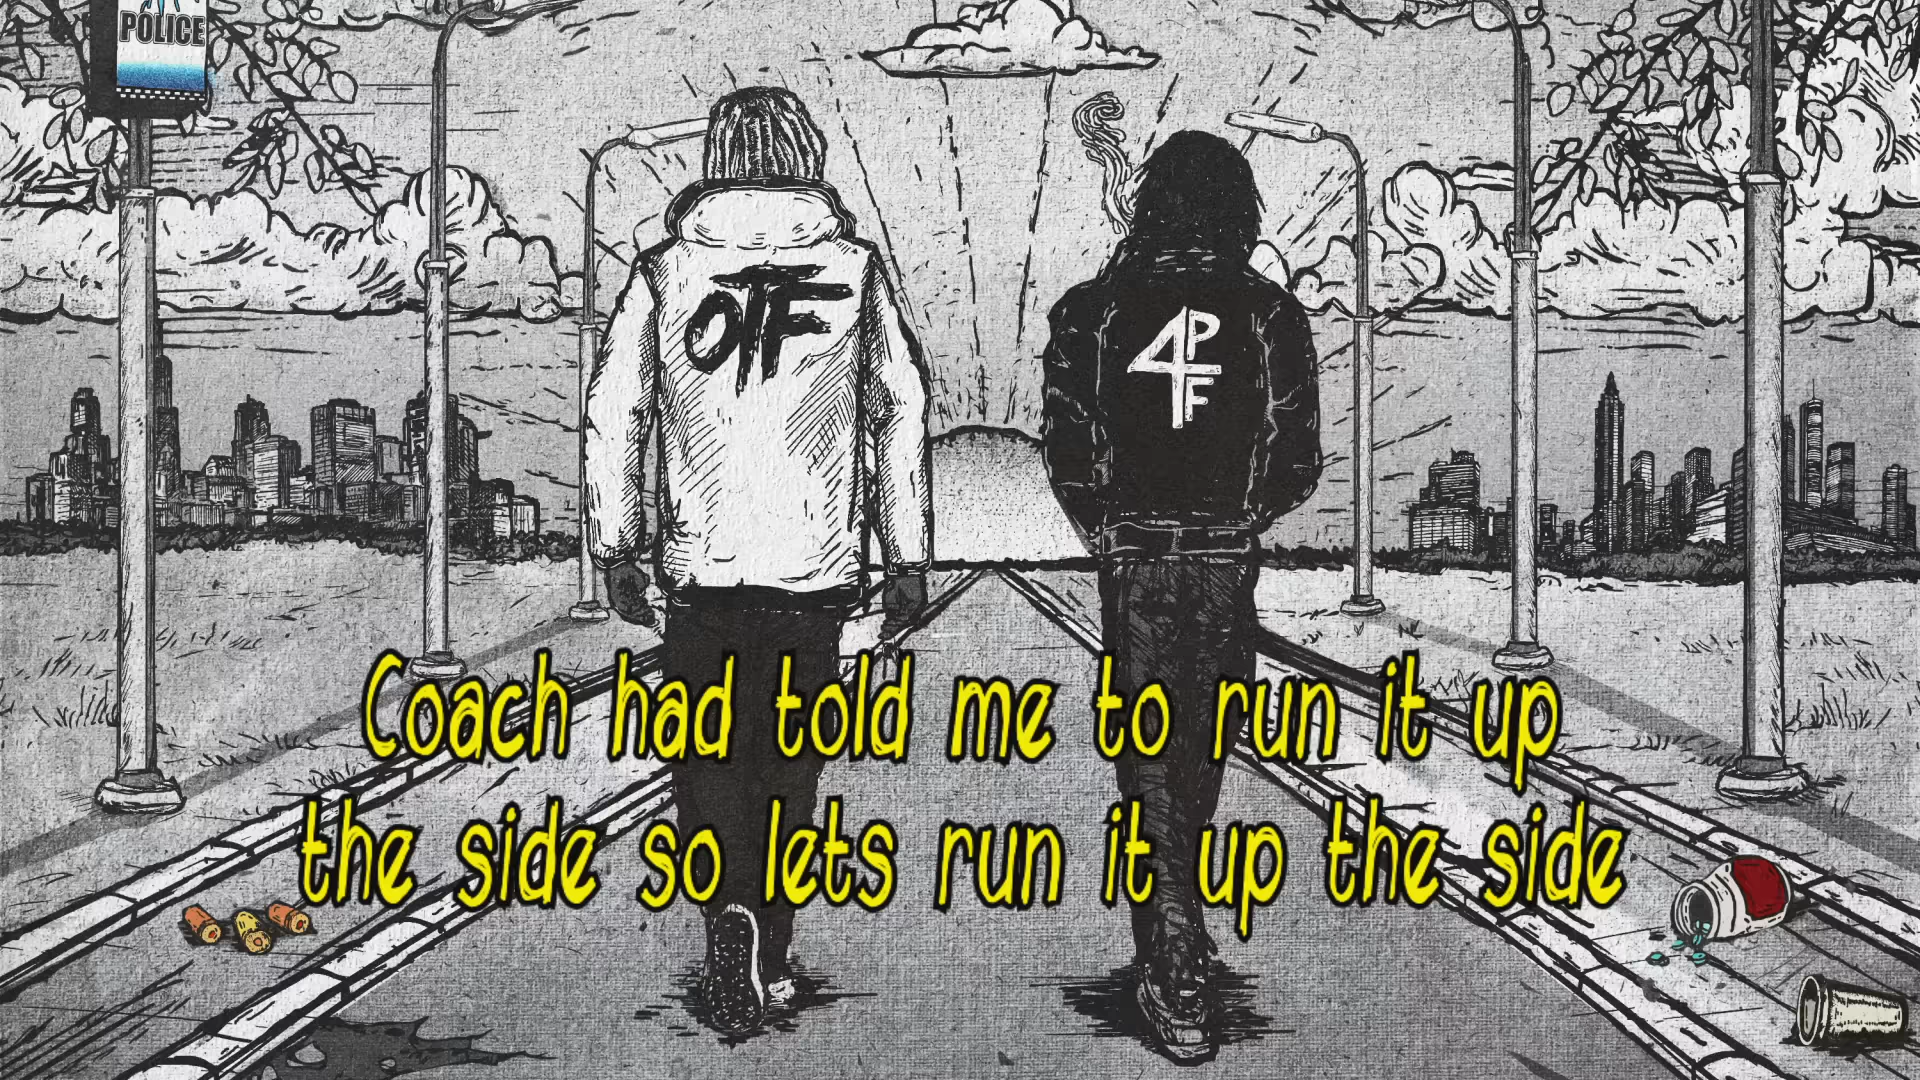 POLICE
OTF
4PF
Coach had told me to run it up
the side so lets run it up the side